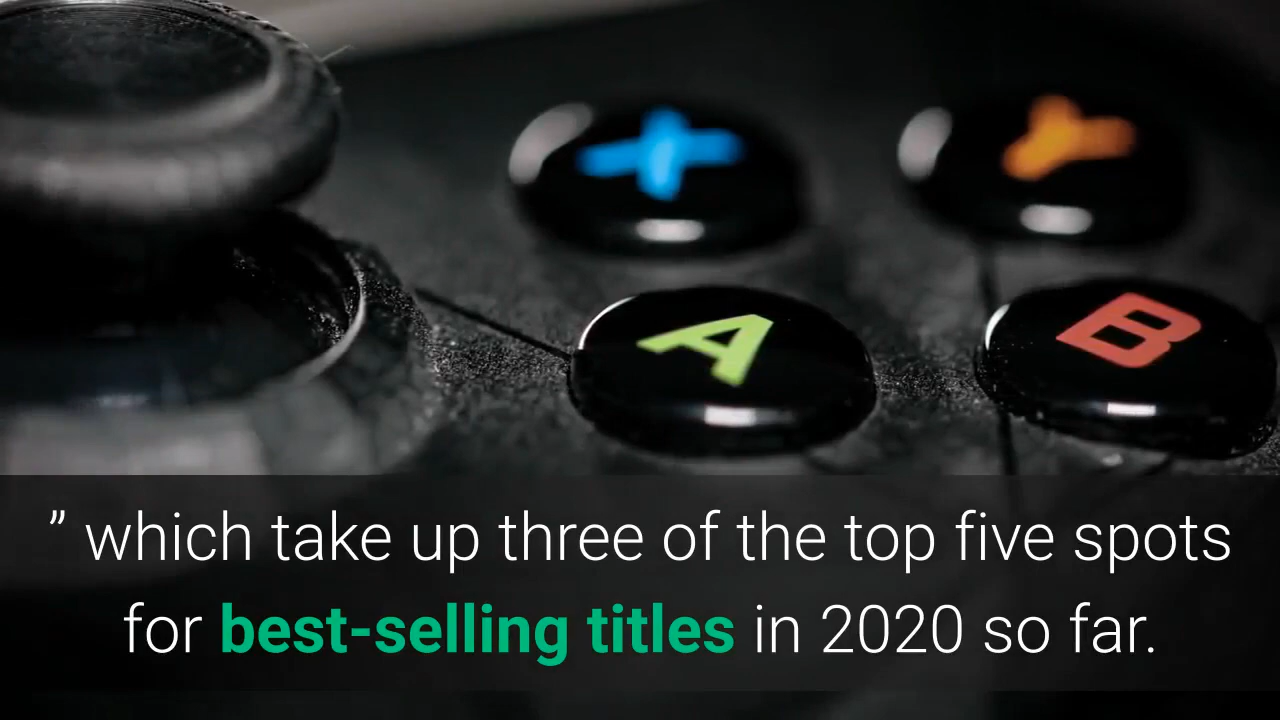 X Y
A B
” which take up three of the top five spots
for best-selling titles in 2020 so far.